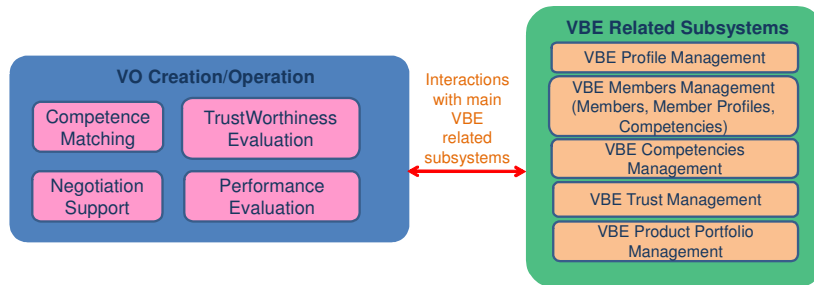 VO Creation/Operation
Competence
Matching
TrustWorthiness
Evaluation
Negotiation
Support
Performance
Evaluation
Interactions
with main
VBE
related
subsystems
VBE Related Subsystems
VBE Profile Management
VBE Members Management
(Members, Member Profiles,
Competencies)
VBE Competencies
Management
VBE Trust Management
VBE Product Portfolio
Management